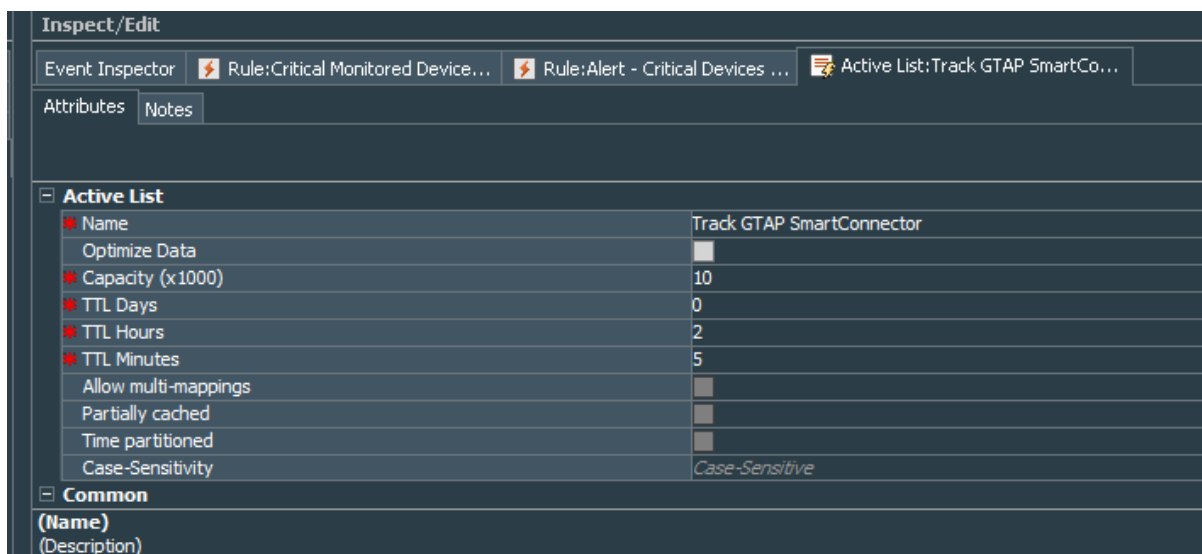 Inspect/Edit
Event Inspector Rule:Critical Monitored Device... Rule:Alert - Critical Devices ... Active List:Track GTAP SmartCo...
Attributes Notes
Active List
Name Track GTAP SmartConnector
Optimize Data
Capacity (x1000) 10
TTL Days 0
TTL Hours 2
TTL Minutes 5
Allow multi-mappings
Partially cached
Time partitioned
Case-Sensitivity Case-Sensitive
Common
(Name)
(Description)